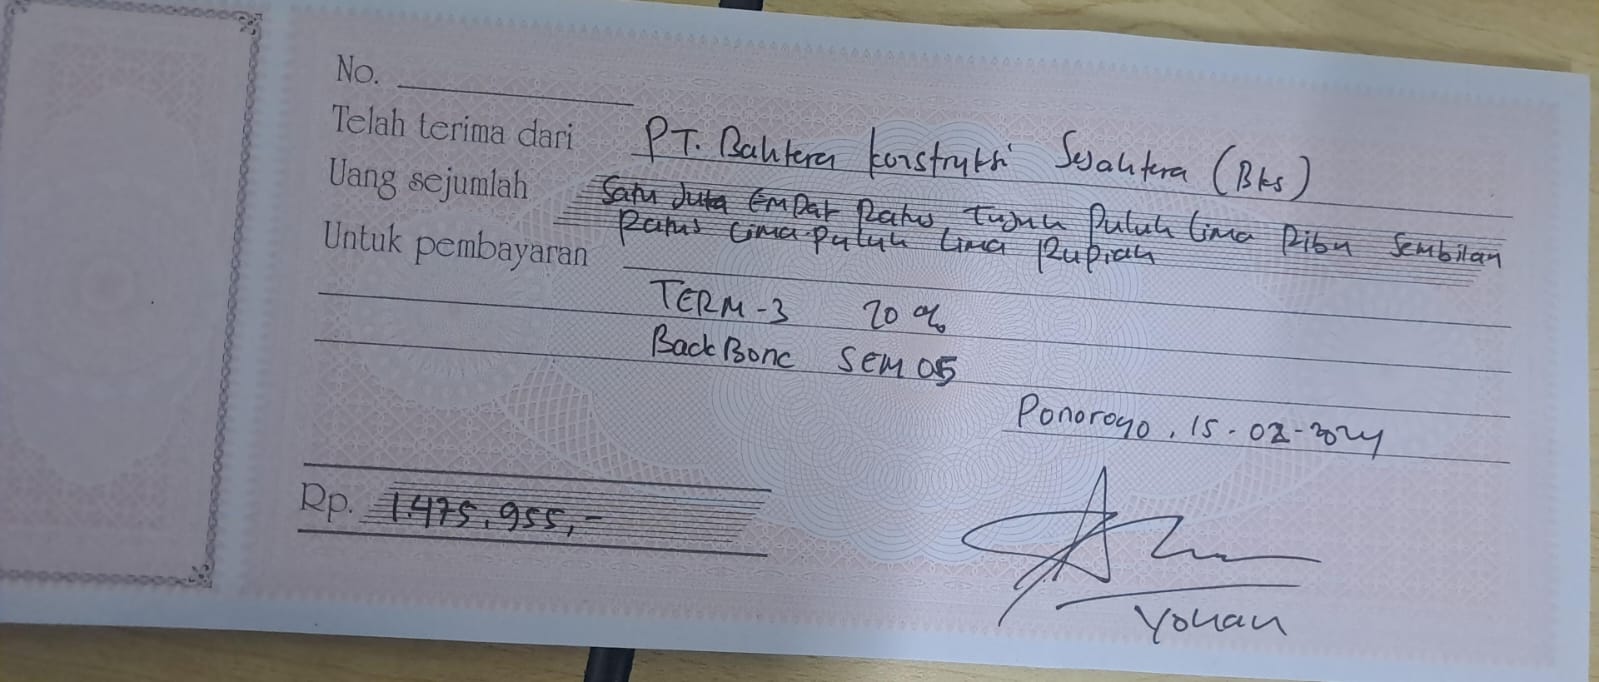 No.
Telah terima dari PT. Bahtera konstruksi Sejahtera (Bks)
Uang sejumlah Satu Juta Empat Ratus Tujuh Puluh Lima Ribu Sembilan
Ratus Lima Puluh Lima Rupiah
Untuk pembayaran
TERM-3 20 %
BackBone SEM 05
Ponorogo, 15-02-2024
Rp. 1.475.955,-
Yohan